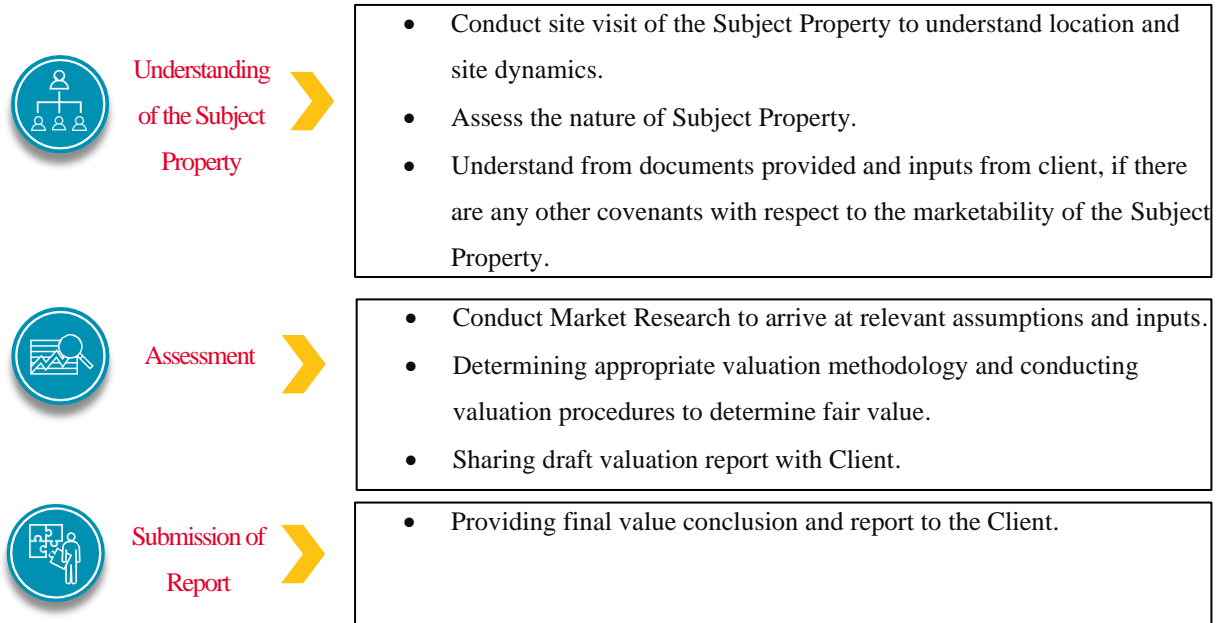 Understanding
of the Subject
Property
• Conduct site visit of the Subject Property to understand location and
site dynamics.
• Assess the nature of Subject Property.
• Understand from documents provided and inputs from client, if there
are any other covenants with respect to the marketability of the Subject
Property.
Assessment
• Conduct Market Research to arrive at relevant assumptions and inputs.
• Determining appropriate valuation methodology and conducting
valuation procedures to determine fair value.
• Sharing draft valuation report with Client.
Submission of
Report
• Providing final value conclusion and report to the Client.